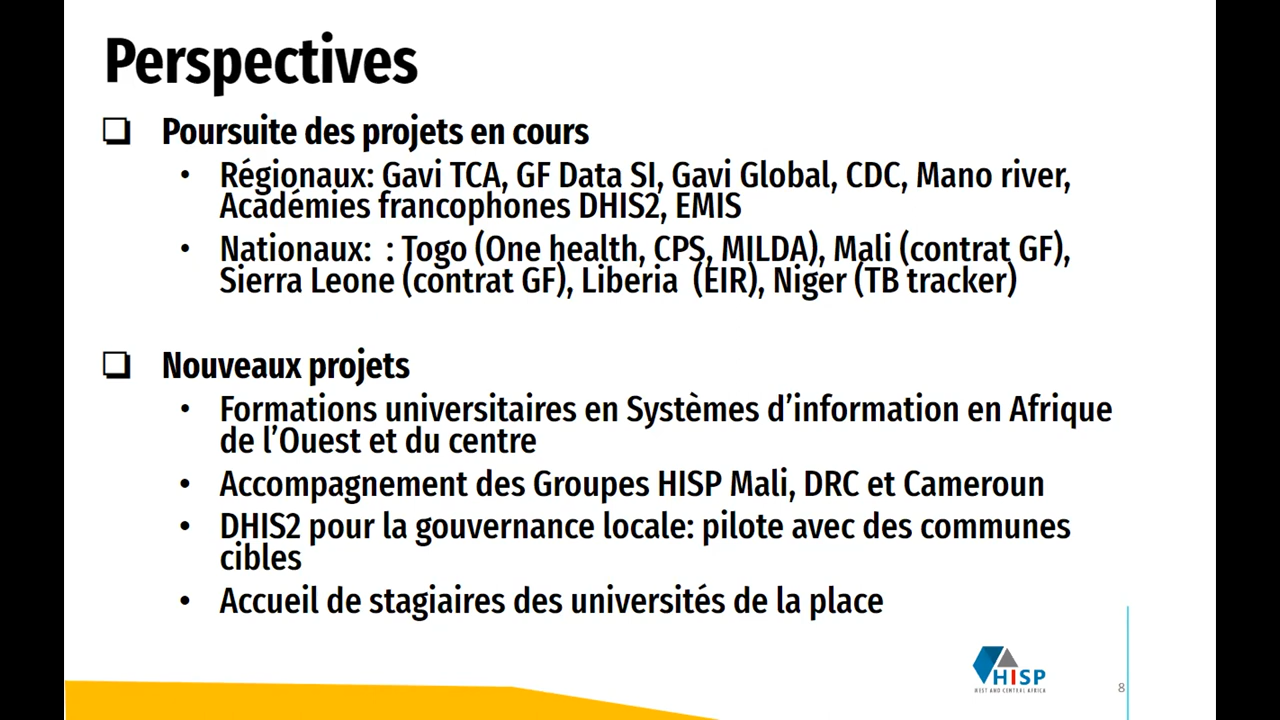 Perspectives
❑ Poursuite des projets en cours
• Régionaux: Gavi TCA, GF Data SI, Gavi Global, CDC, Mano river,
Académies francophones DHIS2, EMIS
• Nationaux:  : Togo (One health, CPS, MILDA), Mali (contrat GF),
Sierra Leone (contrat GF), Liberia  (EIR), Niger (TB tracker)
❑ Nouveaux projets
• Formations universitaires en Systèmes d’information en Afrique
de l’Ouest et du centre
• Accompagnement des Groupes HISP Mali, DRC et Cameroun
• DHIS2 pour la gouvernance locale: pilote avec des communes
cibles
• Accueil de stagiaires des universités de la place
HISP
WEST AND CENTRAL AFRICA
8